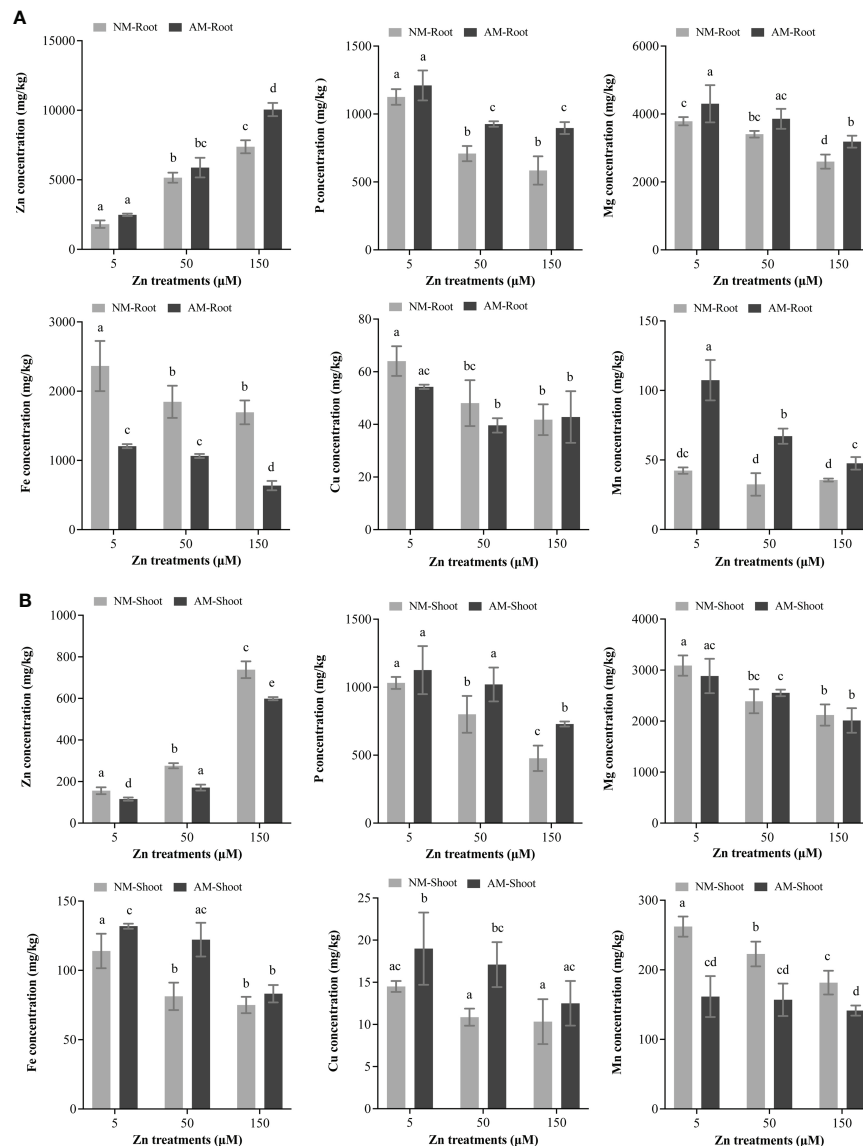 A
NM-Root AM-Root
Zn concentration (mg/kg)
15000
10000
5000
0
a a b bc c d
5 50 150
Zn treatments (μM)
NM-Root AM-Root
P concentration (mg/kg )
1500
1000
500
0
a a b c b c
5 50 150
Zn treatments (μM)
NM-Root AM-Root
Mg concentration (mg/kg)
6000
4000
2000
0
c a bc ac d b
5 50 150
Zn treatments (μM)
NM-Root AM-Root
Fe concentration (mg/kg)
3000
2000
1000
0
a c b c b d
5 50 150
Zn treatments (μM)
NM-Root AM-Root
Cu concentration (mg/kg)
80
60
40
20
0
a ac bc b b b
5 50 150
Zn treatments (μM)
NM-Root AM-Root
Mn concentration (mg/kg)
150
100
50
0
dc a d b d c
5 50 150
Zn treatments (μM)
B
NM-Shoot AM-Shoot
Zn concentration (mg/kg)
1000
800
600
400
200
0
a d b a c e
5 50 150
Zn treatments (μM)
NM-Shoot AM-Shoot
P concentration (mg/kg
1500
1000
500
0
a a b a c b
5 50 150
Zn treatments (μM)
NM-Shoot AM-Shoot
Mg concentration (mg/kg)
4000
3000
2000
1000
0
a ac bc c b b
5 50 150
Zn treatments (μM)
NM-Shoot AM-Shoot
Fe concentration (mg/kg)
150
100
50
0
a c b ac b b
5 50 150
Zn treatments (μM)
NM-Shoot AM-Shoot
Cu concentration (mg/kg)
25
20
15
10
5
0
ac b a bc a ac
5 50 150
Zn treatments (μM)
NM-Shoot AM-Shoot
Mn concentration (mg/kg)
300
200
150
100
0
a cd b cd c d
5 50 150
Zn treatments (μM)